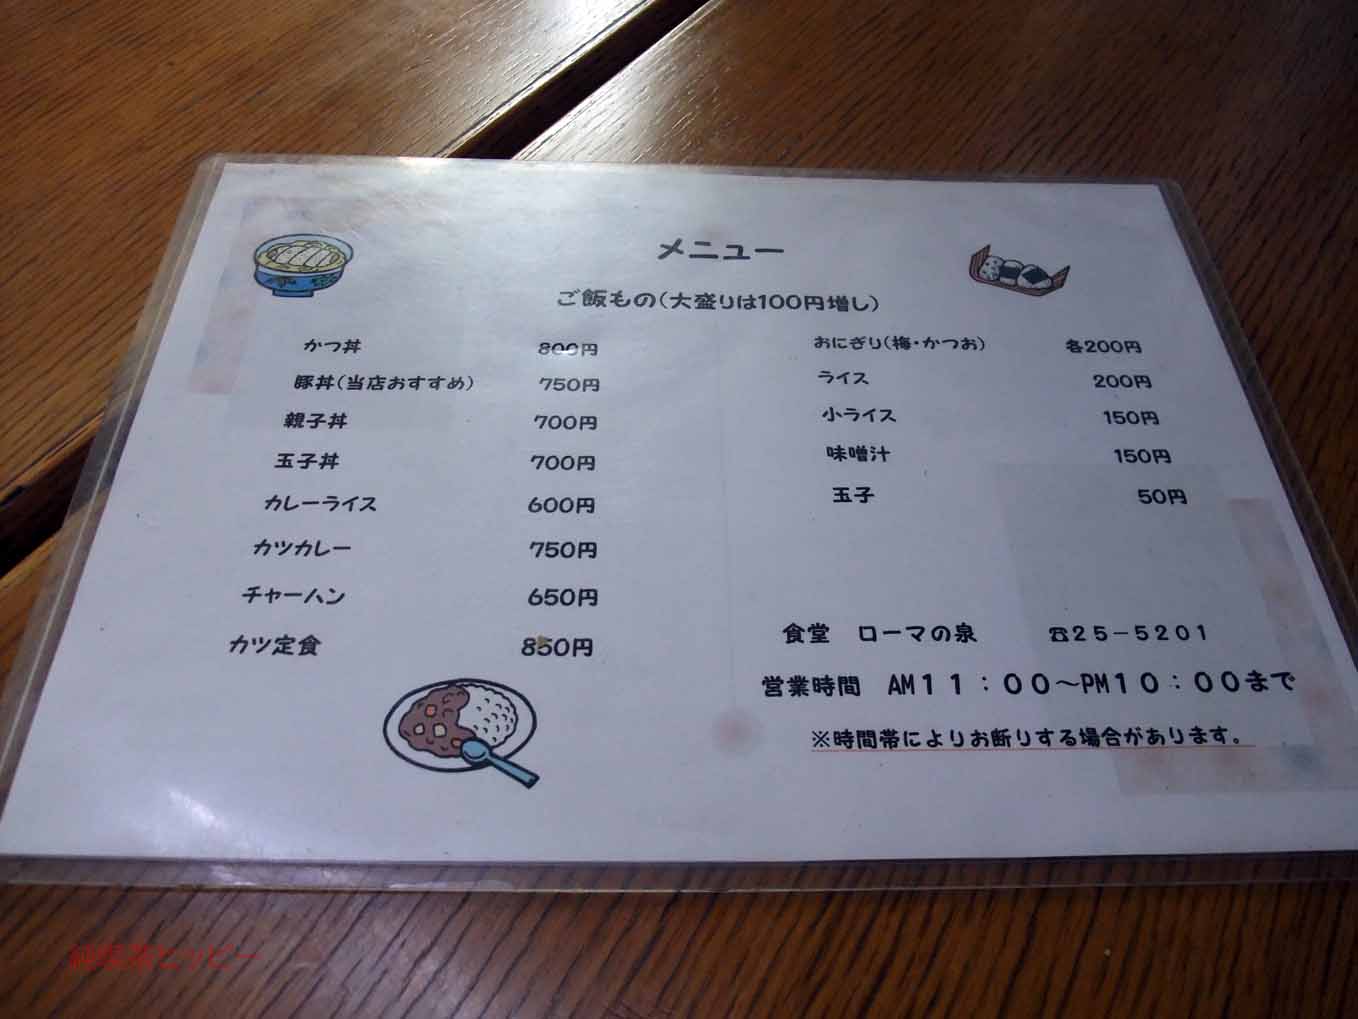 メニュー
ご飯もの(大盛りは100円増し)
かつ丼 800円
豚丼(当店おすすめ) 750円
親子丼 700円
玉子丼 700円
カレーライス 600円
カツカレー 750円
チャーハン 650円
カツ定食 850円
おにぎり(梅・かつお) 各200円
ライス 200円
小ライス 150円
味噌汁 150円
玉子 50円
食堂 ローマの泉 ☎25-5201
営業時間 AM11:00~PM10:00まで
※時間帯によりお断りする場合があります。
純喫茶ヒッピー